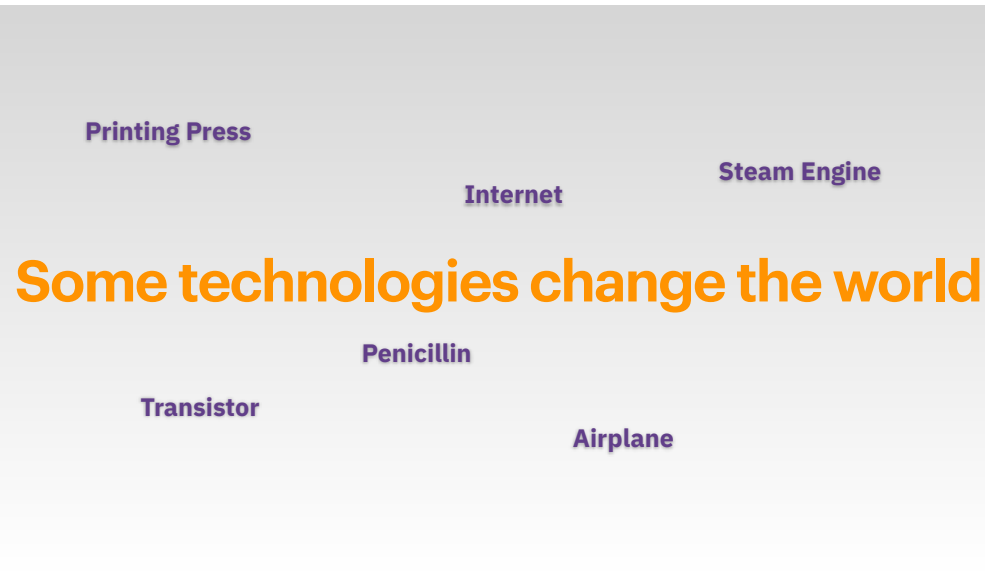 Printing Press
Steam Engine
Internet
Some technologies change the world
Penicillin
Transistor
Airplane